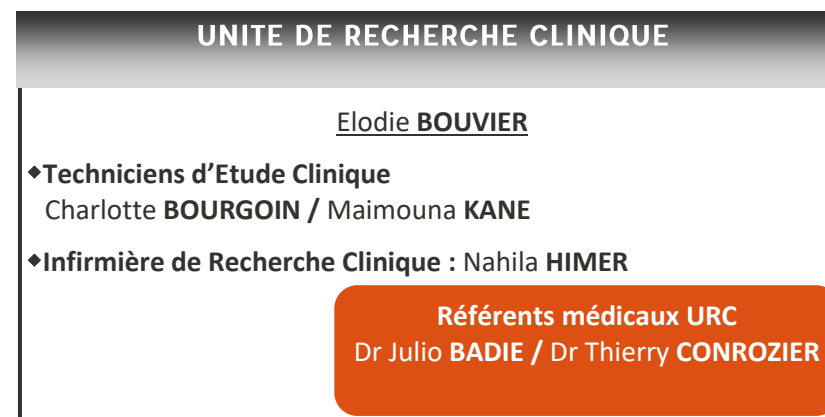 UNITE DE RECHERCHE CLINIQUE
Elodie BOUVIER
◆Techniciens d’Etude Clinique
Charlotte BOURGOIN / Maimouna KANE
◆Infirmière de Recherche Clinique : Nahila HIMER
Référents médicaux URC
Dr Julio BADIE / Dr Thierry CONROZIER